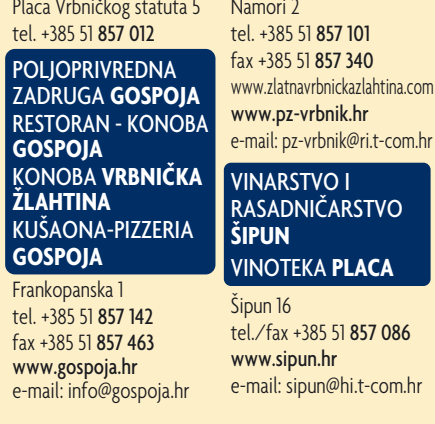 Placa Vrbničkog statuta 5
tel. +385 51 857 012
POLJOPRIVREDNA
ZADRUGA GOSPOJA
RESTORAN - KONOBA
GOSPOJA
KONOBA VRBNIČKA
ŽLAHTINA
KUŠAONA-PIZZERIA
GOSPOJA
Frankopanska 1
tel. +385 51 857 142
fax +385 51 857 463
www.gospoja.hr
e-mail: info@gospoja.hr
Namori 2
tel. +385 51 857 101
fax +385 51 857 340
www.zlatnavrbnickazlahtina.com
www.pz-vrbnik.hr
e-mail: pz-vrbnik@ri.t-com.hr
VINARSTVO I
RASADNIČARSTVO
ŠIPUN
VINOTEKA PLACA
Šipun 16
tel./fax +385 51 857 086
www.sipun.hr
e-mail: sipun@hi.t-com.hr